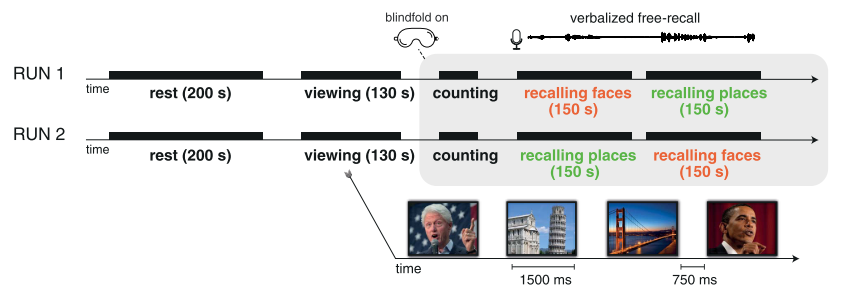 blindfold on
verbalized free-recall
RUN 1
time
rest (200 s)
viewing (130 s)
counting
recalling faces
(150 s)
recalling places
(150 s)
RUN 2
time
rest (200 s)
viewing (130 s)
counting
recalling places
(150 s)
recalling faces
(150 s)
time
1500 ms
750 ms